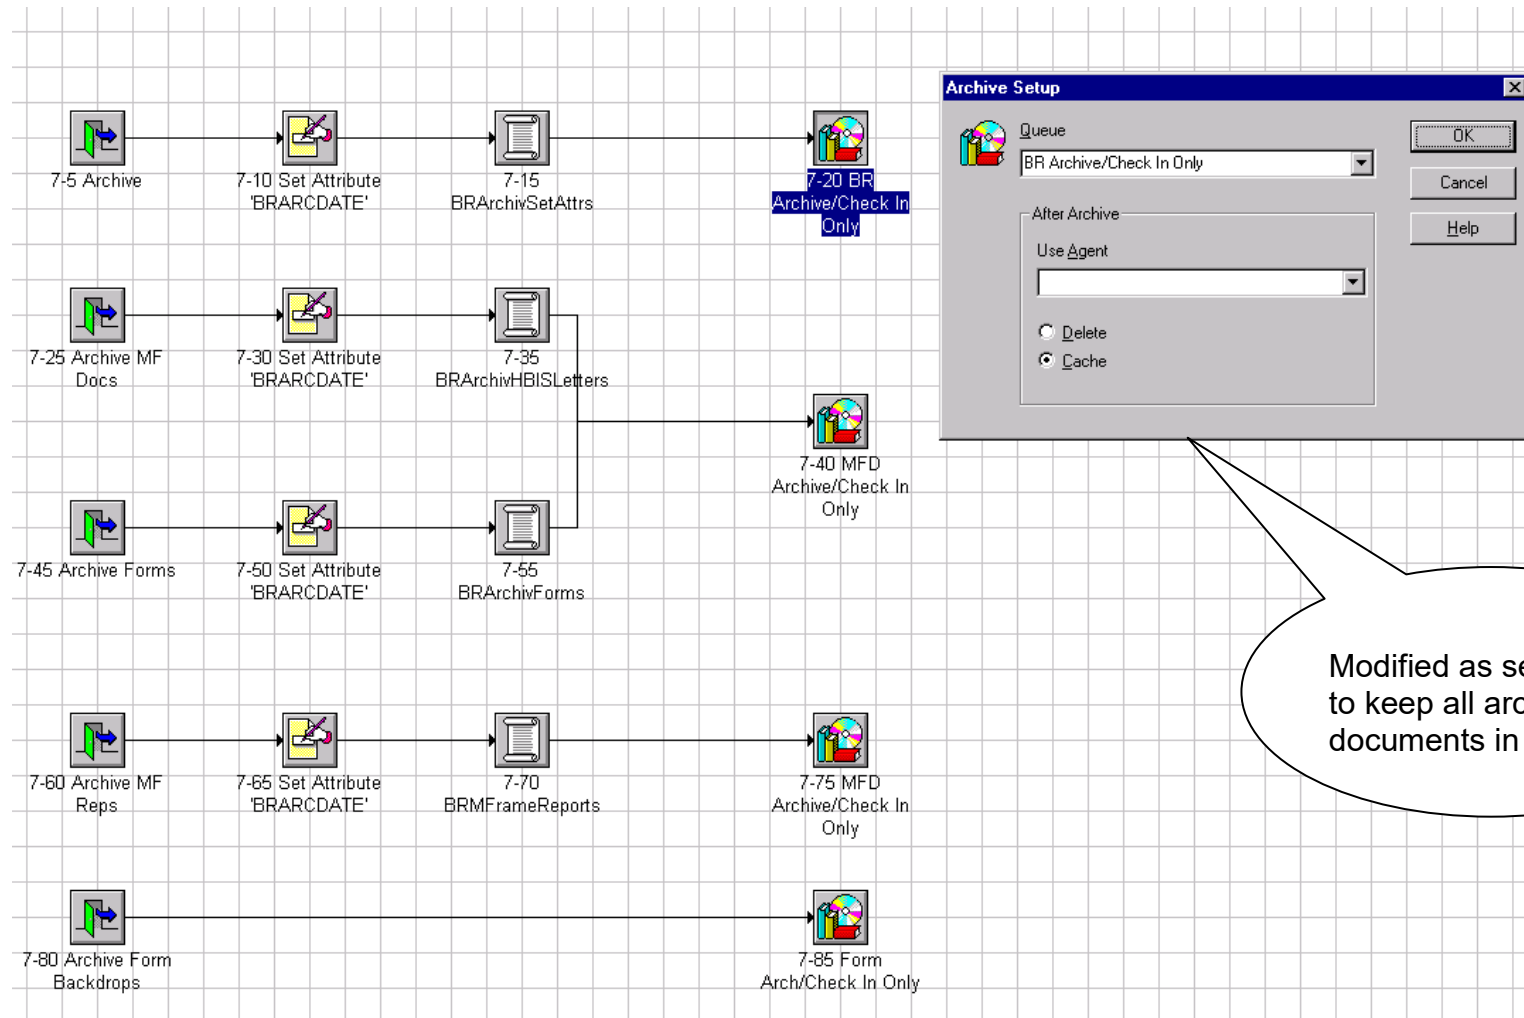 Archive Setup
Queue
BR Archive/Check In Only
After Archive
Use Agent
Delete
Cache
OK
Cancel
Help
7-5 Archive
7-10 Set Attribute
'BRARCDATE'
7-15
BRArchivSetAttrs
7-20 BR
Archive/Check In
Only
7-25 Archive MF
Docs
7-30 Set Attribute
'BRARCDATE'
7-35
BRArchivHBISLetters
7-40 MFD
Archive/Check In
Only
7-45 Archive Forms
7-50 Set Attribute
'BRARCDATE'
7-55
BRArchivForms
Modified as
to keep all
documents in
7-60 Archive MF
Reps
7-65 Set Attribute
'BRARCDATE'
7-70
BRMFrameReports
7-75 MFD
Archive/Check In
Only
7-80 Archive Form
Backdrops
7-85 Form
Arch/Check In Only